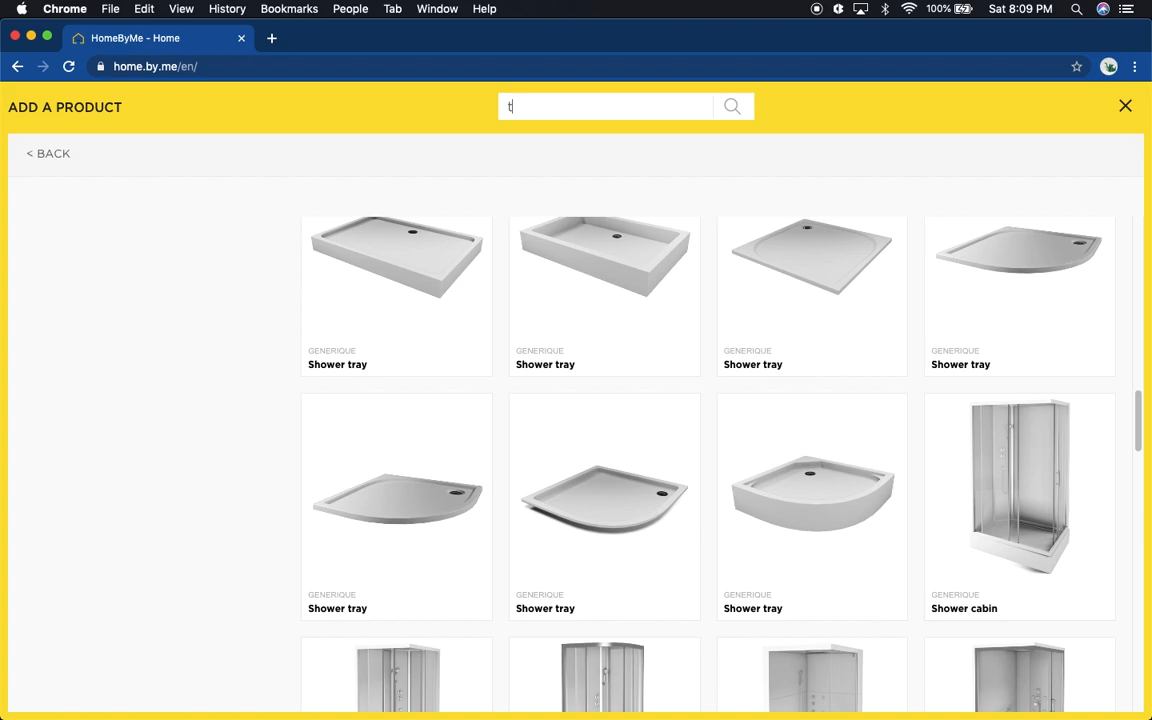 Chrome File Edit View History Bookmarks People Tab Window Help 100% Sat 8:09 PM
HomeByMe - Home
home.by.me/en/
ADD A PRODUCT t
< BACK
GENERIQUE GENERIQUE GENERIQUE GENERIQUE
Shower tray Shower tray Shower tray Shower tray
GENERIQUE GENERIQUE GENERIQUE GENERIQUE
Shower tray Shower tray Shower tray Shower cabin